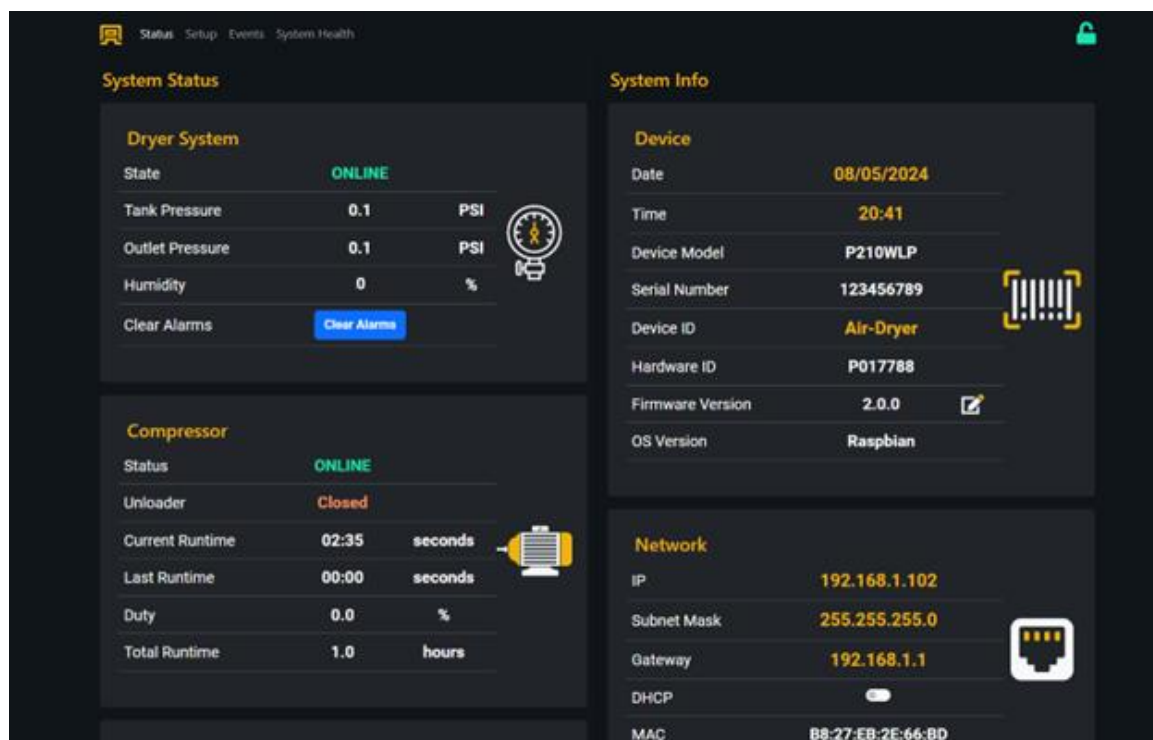 Status Setup Events System Health
System Status
Dryer System
State ONLINE
Tank Pressure 0.1 PSI
Outlet Pressure 0.1 PSI
Humidity 0 %
Clear Alarms Clear Alarms
Compressor
Status ONLINE
Unloader Closed
Current Runtime 02:35 seconds
Last Runtime 00:00 seconds
Duty 0.0 %
Total Runtime 1.0 hours
System Info
Device
Date 08/05/2024
Time 20:41
Device Model P210WLP
Serial Number 123456789
Device ID Air-Dryer
Hardware ID P017788
Firmware Version 2.0.0
OS Version Raspbian
Network
IP 192.168.1.102
Subnet Mask 255.255.255.0
Gateway 192.168.1.1
DHCP
MAC B8:27:EB:2E:66:BD